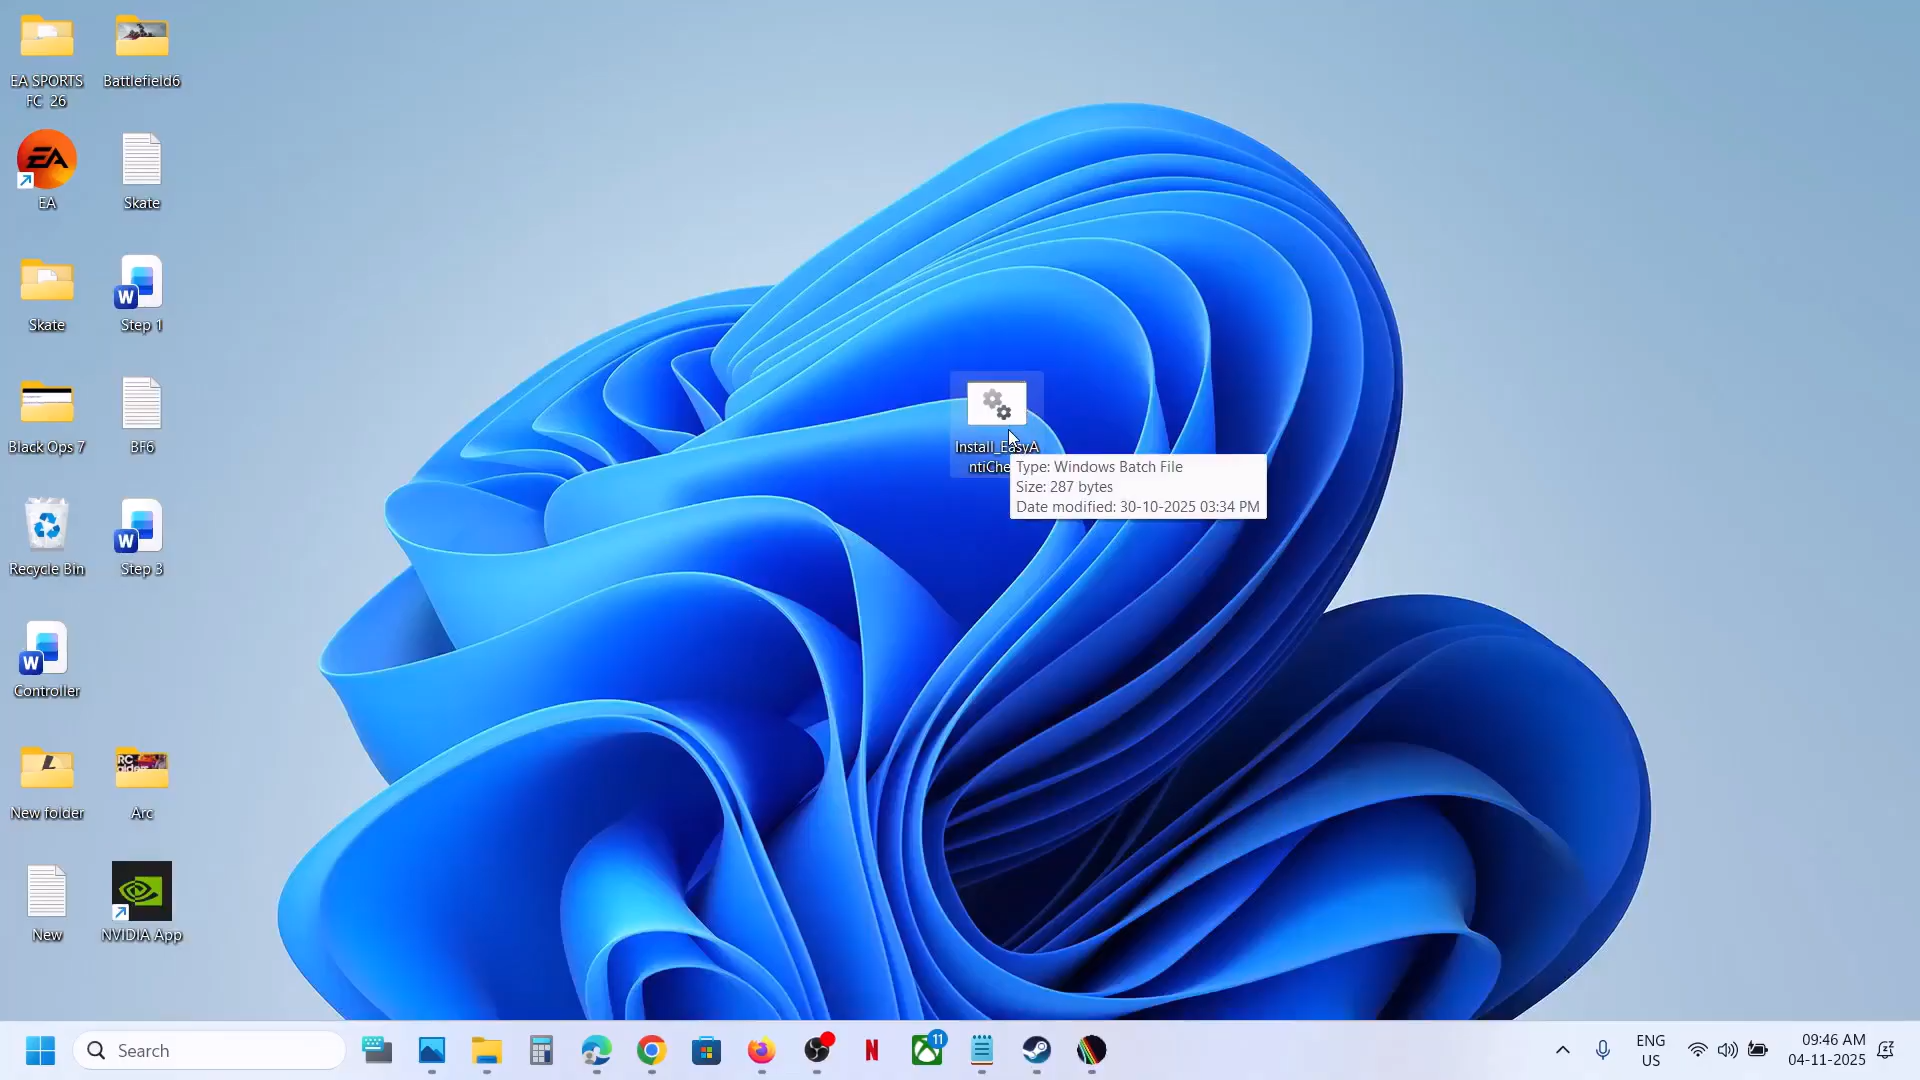 EA SPORTS
FC 26
Battlefield6
EA
Skate
Skate
Step 1
Black Ops 7
BF6
Recycle Bin
Step 3
Controller
New folder
Arc
New
NVIDIA App
Install_EasyA
ntiChe
Type: Windows Batch File
Size: 287 bytes
Date modified: 30-10-2025 03:34 PM
Search
11
ENG
US
09:46 AM
04-11-2025